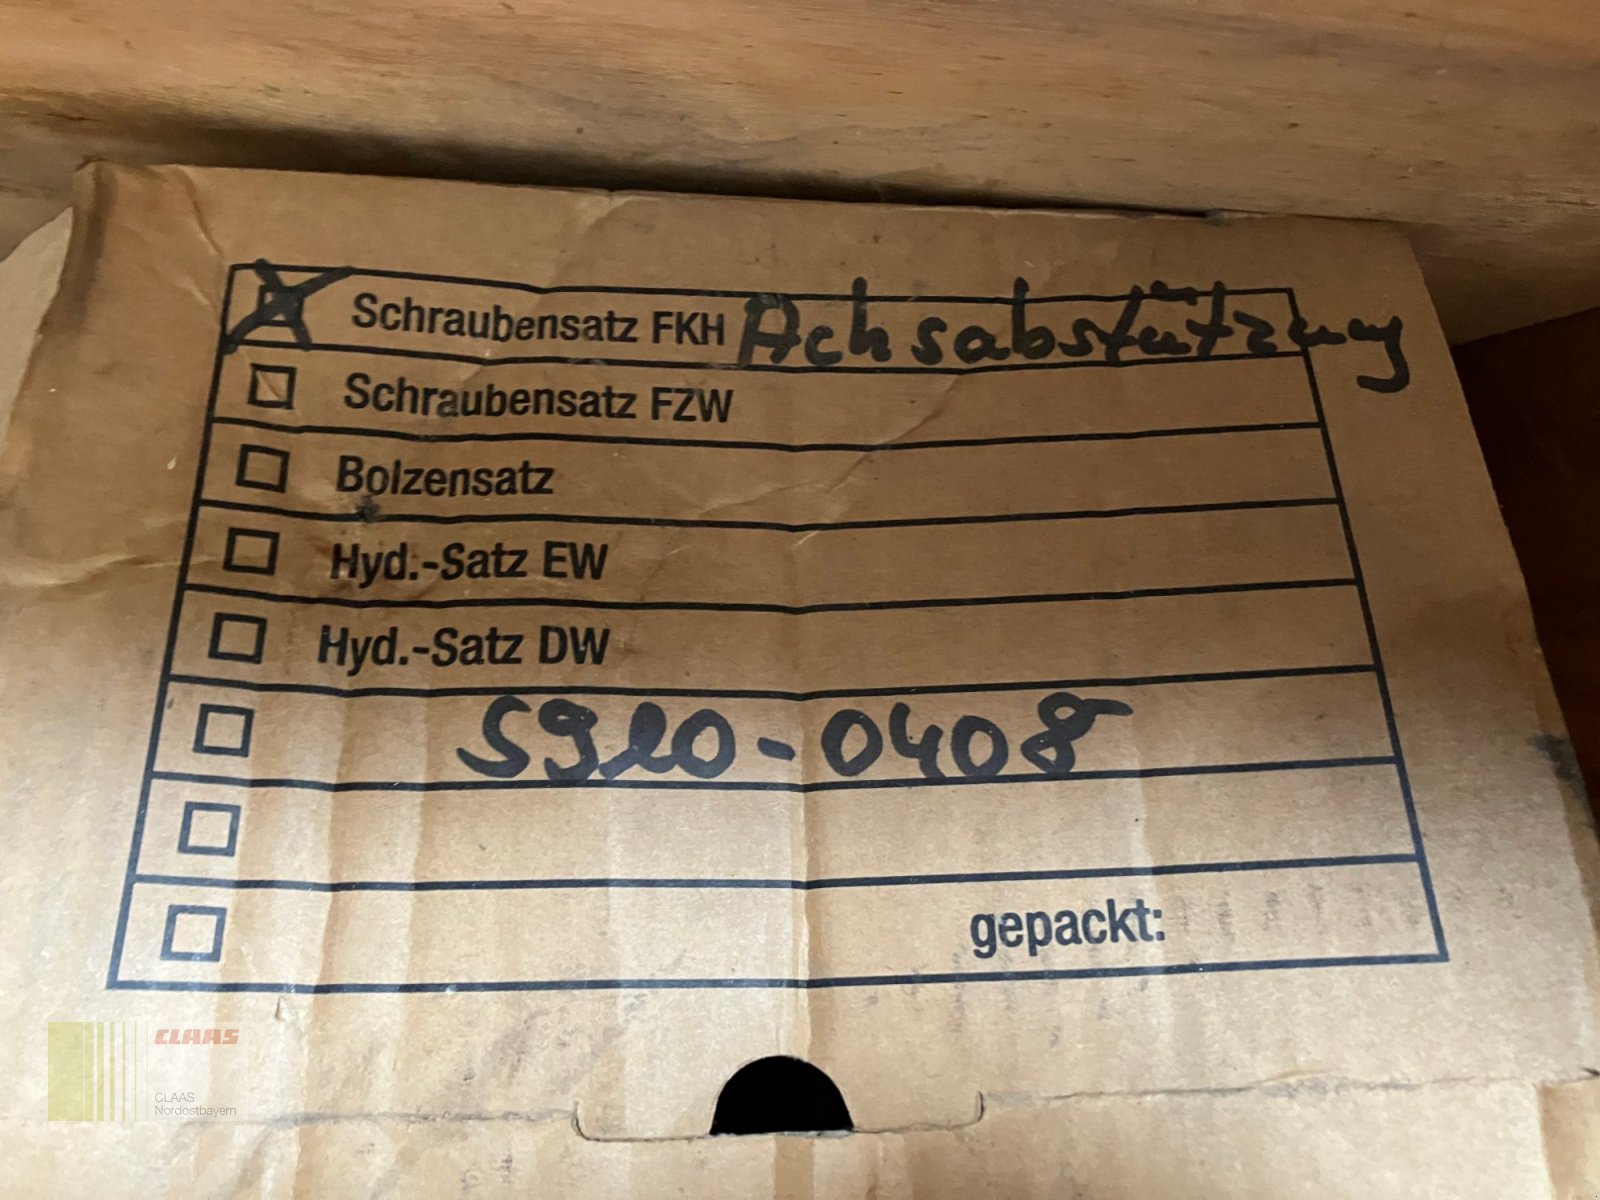 Schraubensatz FKH Achsabstützung
Schraubensatz FZW
Bolzensatz
Hyd.-Satz EW
Hyd.-Satz DW
5920-0408
gepackt:
CLAAS
CLAAS
Nordostbayern